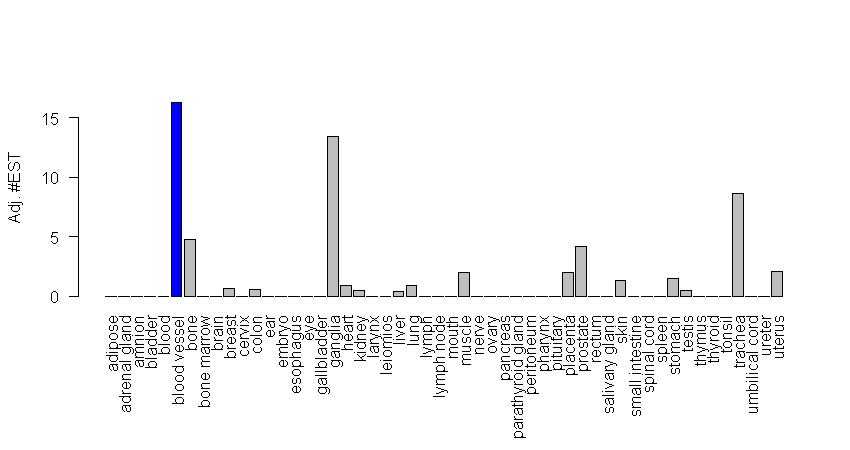 Adj. #EST
15
10
5
0
adipose
adrenal gland
amnion
bladder
blood
blood vessel
bone
bone marrow
brain
breast
cervix
colon
ear
embryo
esophagus
eye
gallbladder
ganglia
heart
kidney
larynx
leiomios
liver
lung
lymph
lymph node
mouth
muscle
nerve
ovary
pancreas
parathyroid gland
peritoneum
pharynx
pituitary
placenta
prostate
rectum
salivary gland
skin
small intestine
spinal cord
spleen
stomach
testis
thymus
thyroid
tonsil
trachea
umbilical cord
ureter
uterus